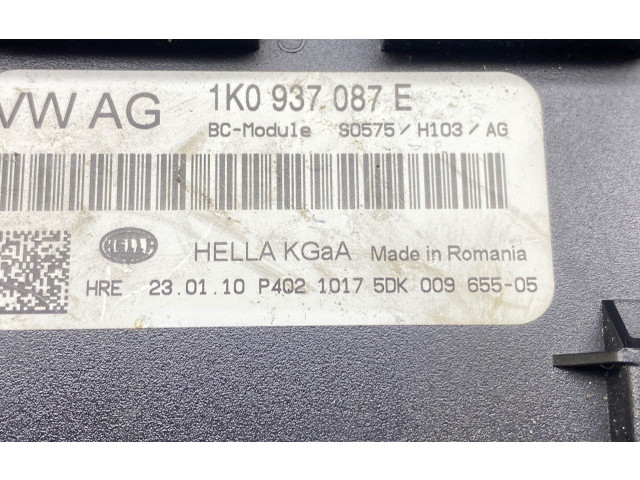 VW AG 1K0 937 087 E
BC-Module S0575/H103/AG
HELLA HELLA KGaA Made in Romania
HRE 23.01.10 P402 1017 5DK 009 655-05